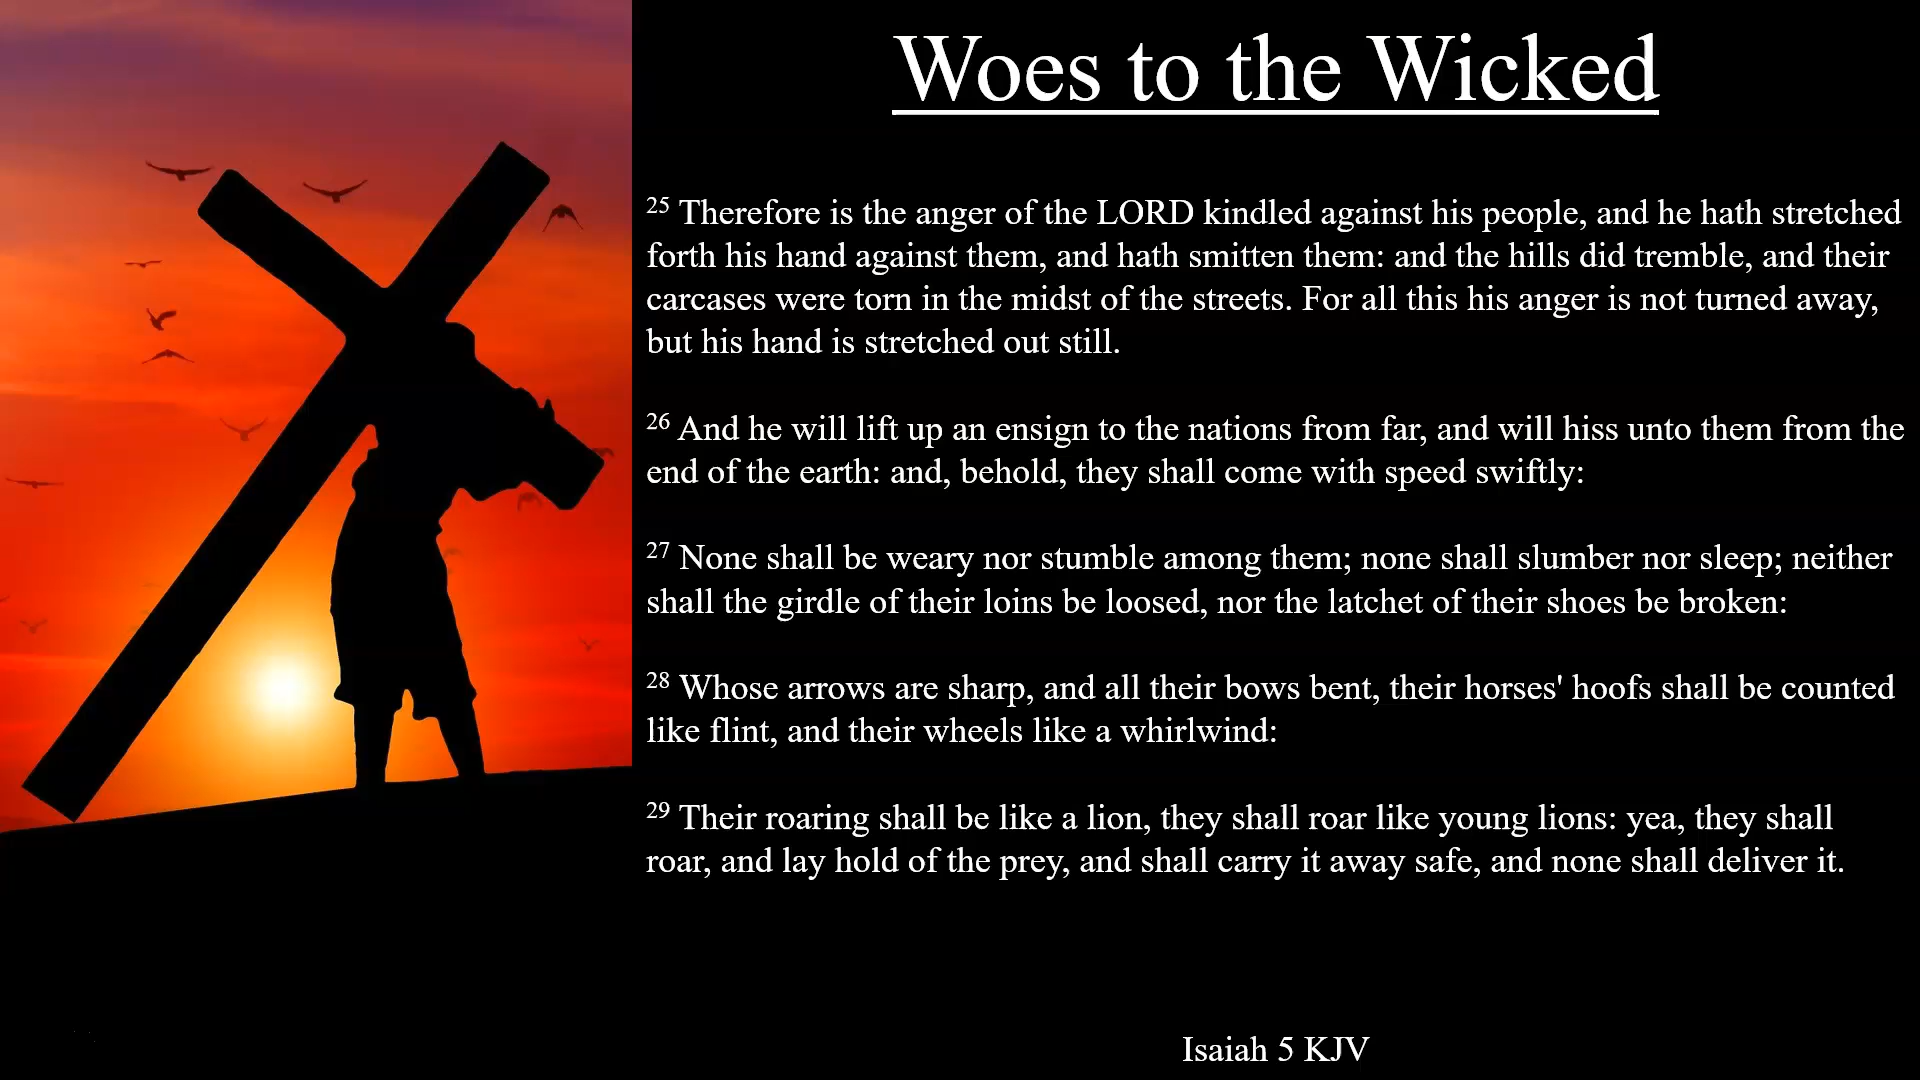 Woes to the Wicked
25 Therefore is the anger of the LORD kindled against his people, and he hath stretched
forth his hand against them, and hath smitten them: and the hills did tremble, and their
carcases were torn in the midst of the streets. For all this his anger is not turned away,
but his hand is stretched out still.
26 And he will lift up an ensign to the nations from far, and will hiss unto them from the
end of the earth: and, behold, they shall come with speed swiftly:
27 None shall be weary nor stumble among them; none shall slumber nor sleep; neither
shall the girdle of their loins be loosed, nor the latchet of their shoes be broken:
28 Whose arrows are sharp, and all their bows bent, their horses' hoofs shall be counted
like flint, and their wheels like a whirlwind:
29 Their roaring shall be like a lion, they shall roar like young lions: yea, they shall
roar, and lay hold of the prey, and shall carry it away safe, and none shall deliver it.
Isaiah 5 KJV